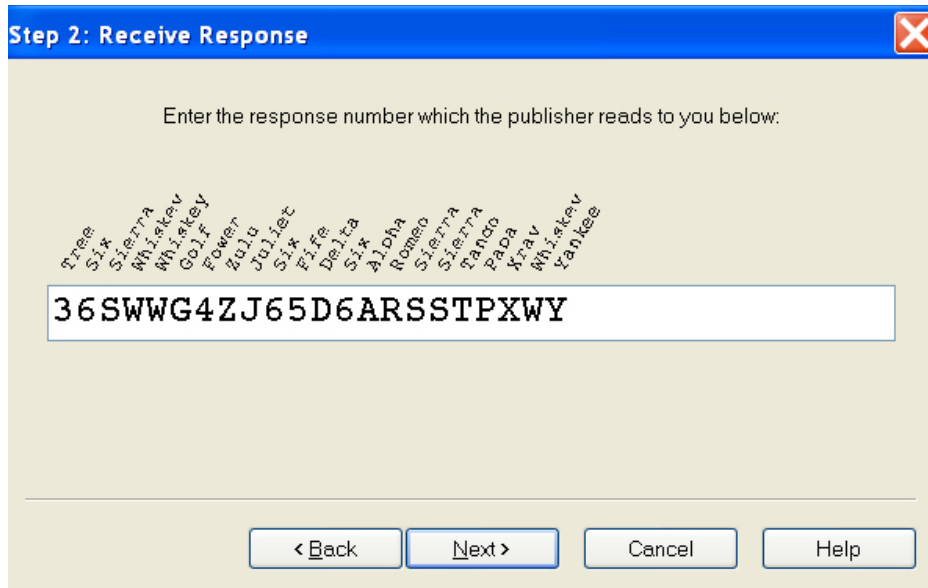 Step 2: Receive Response
Enter the response number which the publisher reads to you below:
Tree
Six
Sierra
Whiskey
Whiskey
Golf
Fower
Zulu
Juliet
Six
Fife
Delta
Six
Alpha
Romeo
Sierra
Sierra
Tango
Papa
Xray
Whiskey
Yankee
36SWWG4ZJ65D6ARSSTPXWY
< Back
Next >
Cancel
Help